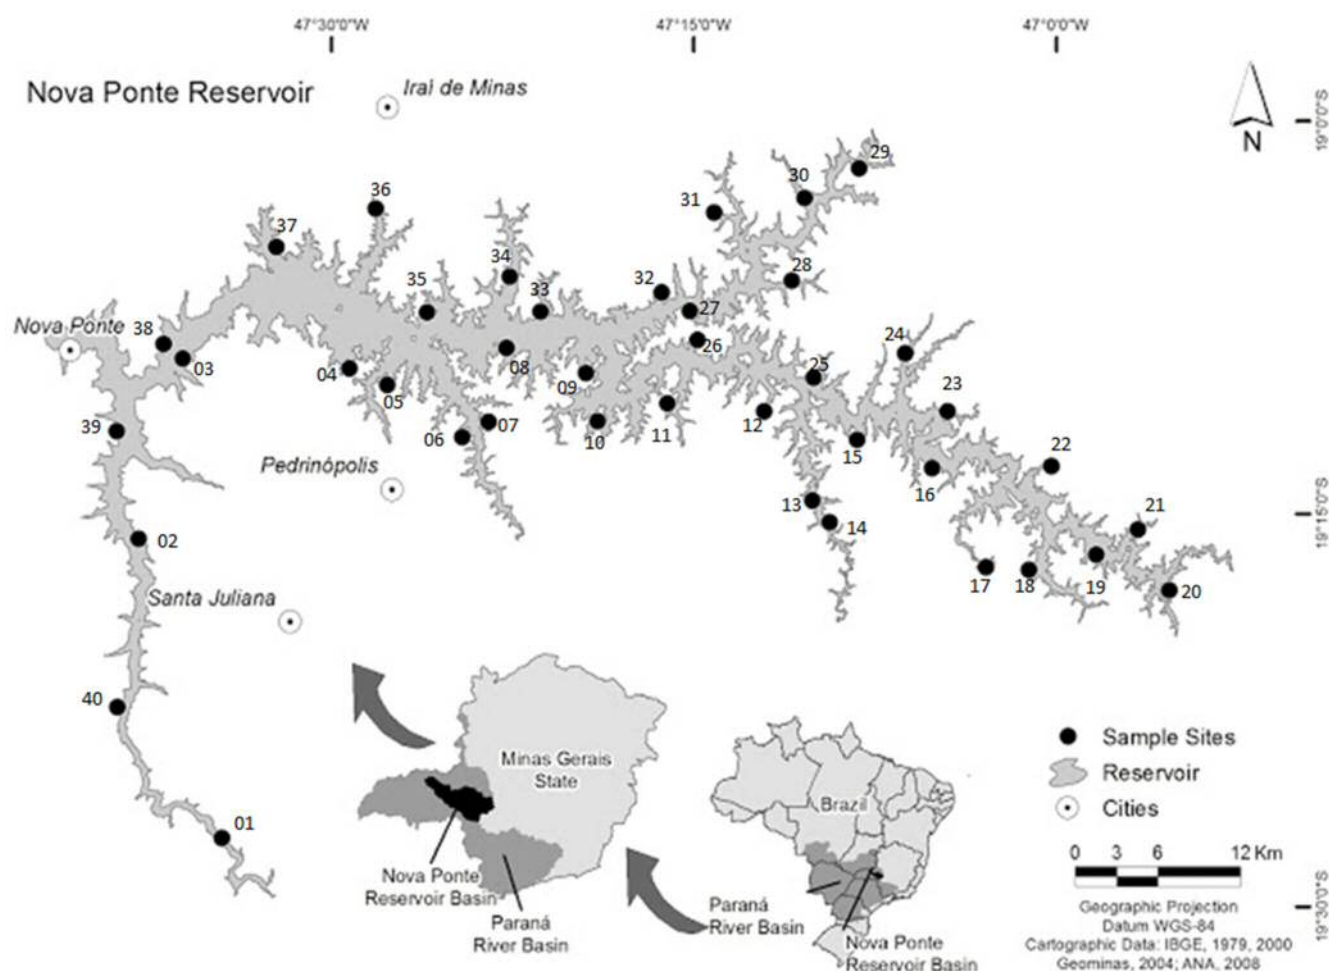 47°30'0"W
47°15'0"W
47°0'0"W
Nova Ponte Reservoir
Iraí de Minas
19°0'0"S
N
29
30
31
36
37
34
35
33
32
28
27
26
Nova Ponte
38
03
04
05
08
09
24
25
23
39
06
07
10
11
12
15
16
22
Pedrinópolis
13
14
21
19°15'0"S
02
17
18
19
20
Santa Juliana
40
01
Minas Gerais
State
Brazil
Nova Ponte
Reservoir Basin
Paraná
River Basin
Paraná
River Basin
Nova Ponte
Reservoir Basin
Sample Sites
Reservoir
Cities
0 3 6 12 Km
Geographic Projection
Datum WGS-84
Cartographic Data: IBGE, 1979, 2000
Geominas, 2004; ANA, 2008
19°30'0"S